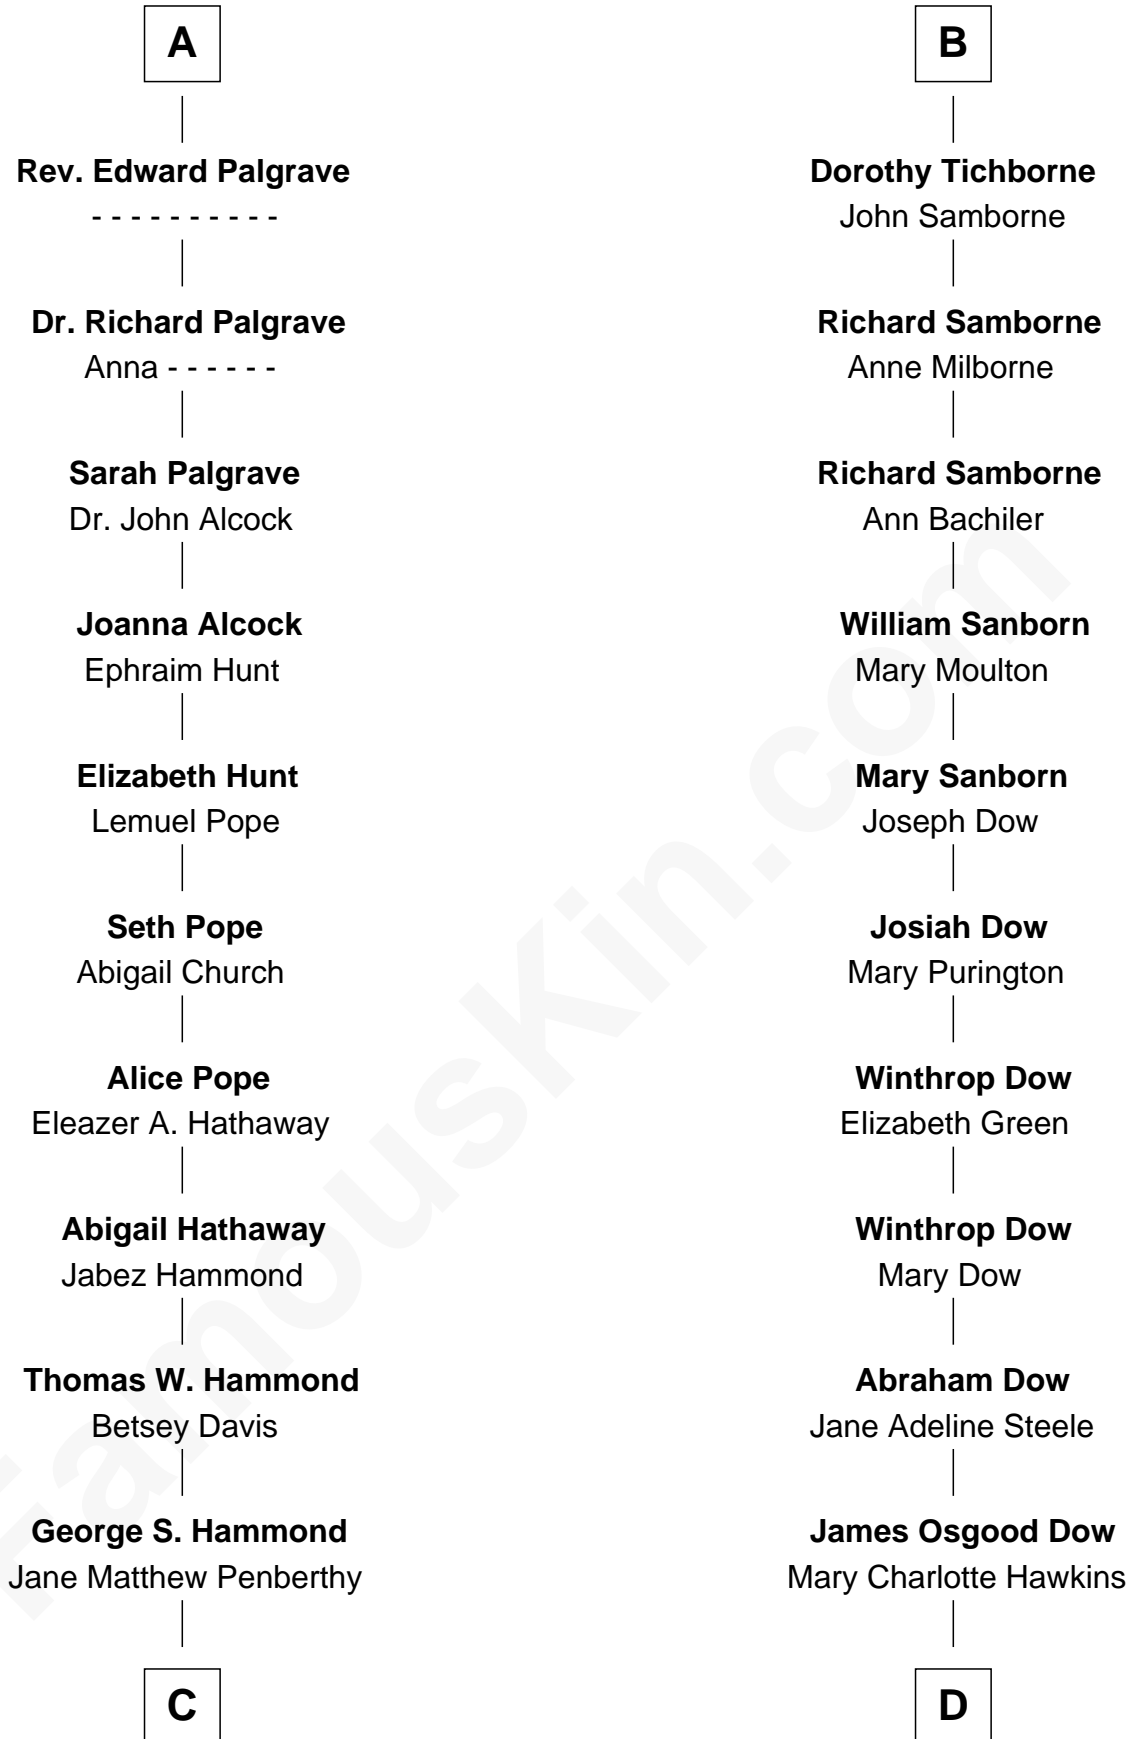 A
Rev. Edward Palgrave
- - - - - - - - - -
Dr. Richard Palgrave
Anna - - - - - -
Sarah Palgrave
Dr. John Alcock
Joanna Alcock
Ephraim Hunt
Elizabeth Hunt
Lemuel Pope
Seth Pope
Abigail Church
Alice Pope
Eleazer A. Hathaway
Abigail Hathaway
Jabez Hammond
Thomas W. Hammond
Betsey Davis
George S. Hammond
Jane Matthew Penberthy
C
B
Dorothy Tichborne
John Samborne
Richard Samborne
Anne Milborne
Richard Samborne
Ann Bachiler
William Sanborn
Mary Moulton
Mary Sanborn
Joseph Dow
Josiah Dow
Mary Purington
Winthrop Dow
Elizabeth Green
Winthrop Dow
Mary Dow
Abraham Dow
Jane Adeline Steele
James Osgood Dow
Mary Charlotte Hawkins
D
FamousKin.com